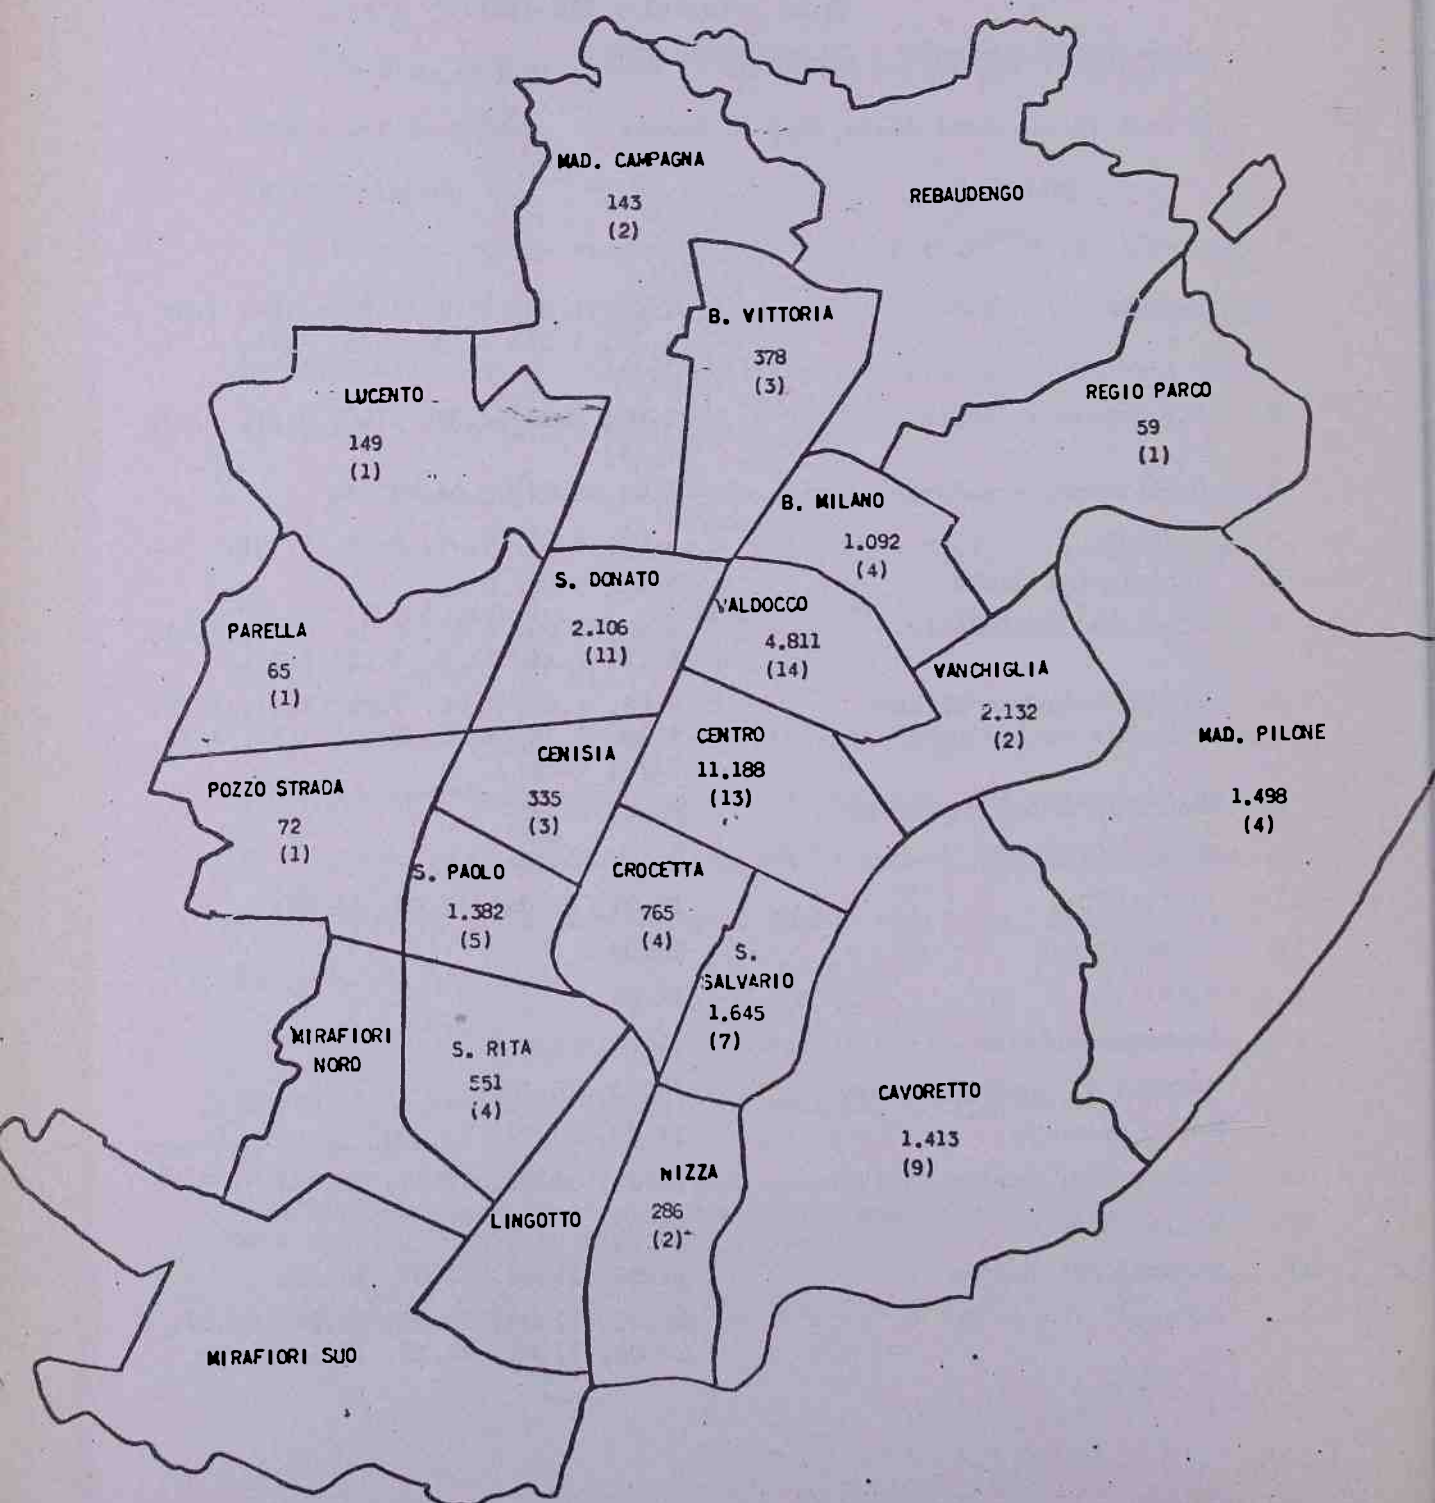 MAD. CAMPAGNA
143
(2)
REBAUDENGO
B. VITTORIA
378
(3)
LUCENTO
149
(1)
REGIO PARCO
59
(1)
B. MILANO
1.092
(4)
S. DONATO
2.106
(11)
VALDOCCO
4.811
(14)
PARELLA
65
(1)
VANCHIGLIA
2.132
(2)
MAD. PILONE
1.498
(4)
CENISIA
335
(3)
CENTRO
11.188
(13)
POZZO STRADA
72
(1)
S. PAOLO
1.382
(5)
CROCETTA
765
(4)
S.
SALVARIO
1.645
(7)
MIRAFIORI
NORD
S. RITA
551
(4)
CAVORETTO
1.413
(9)
NIZZA
286
(2)
LINGOTTO
MIRAFIORI SUD